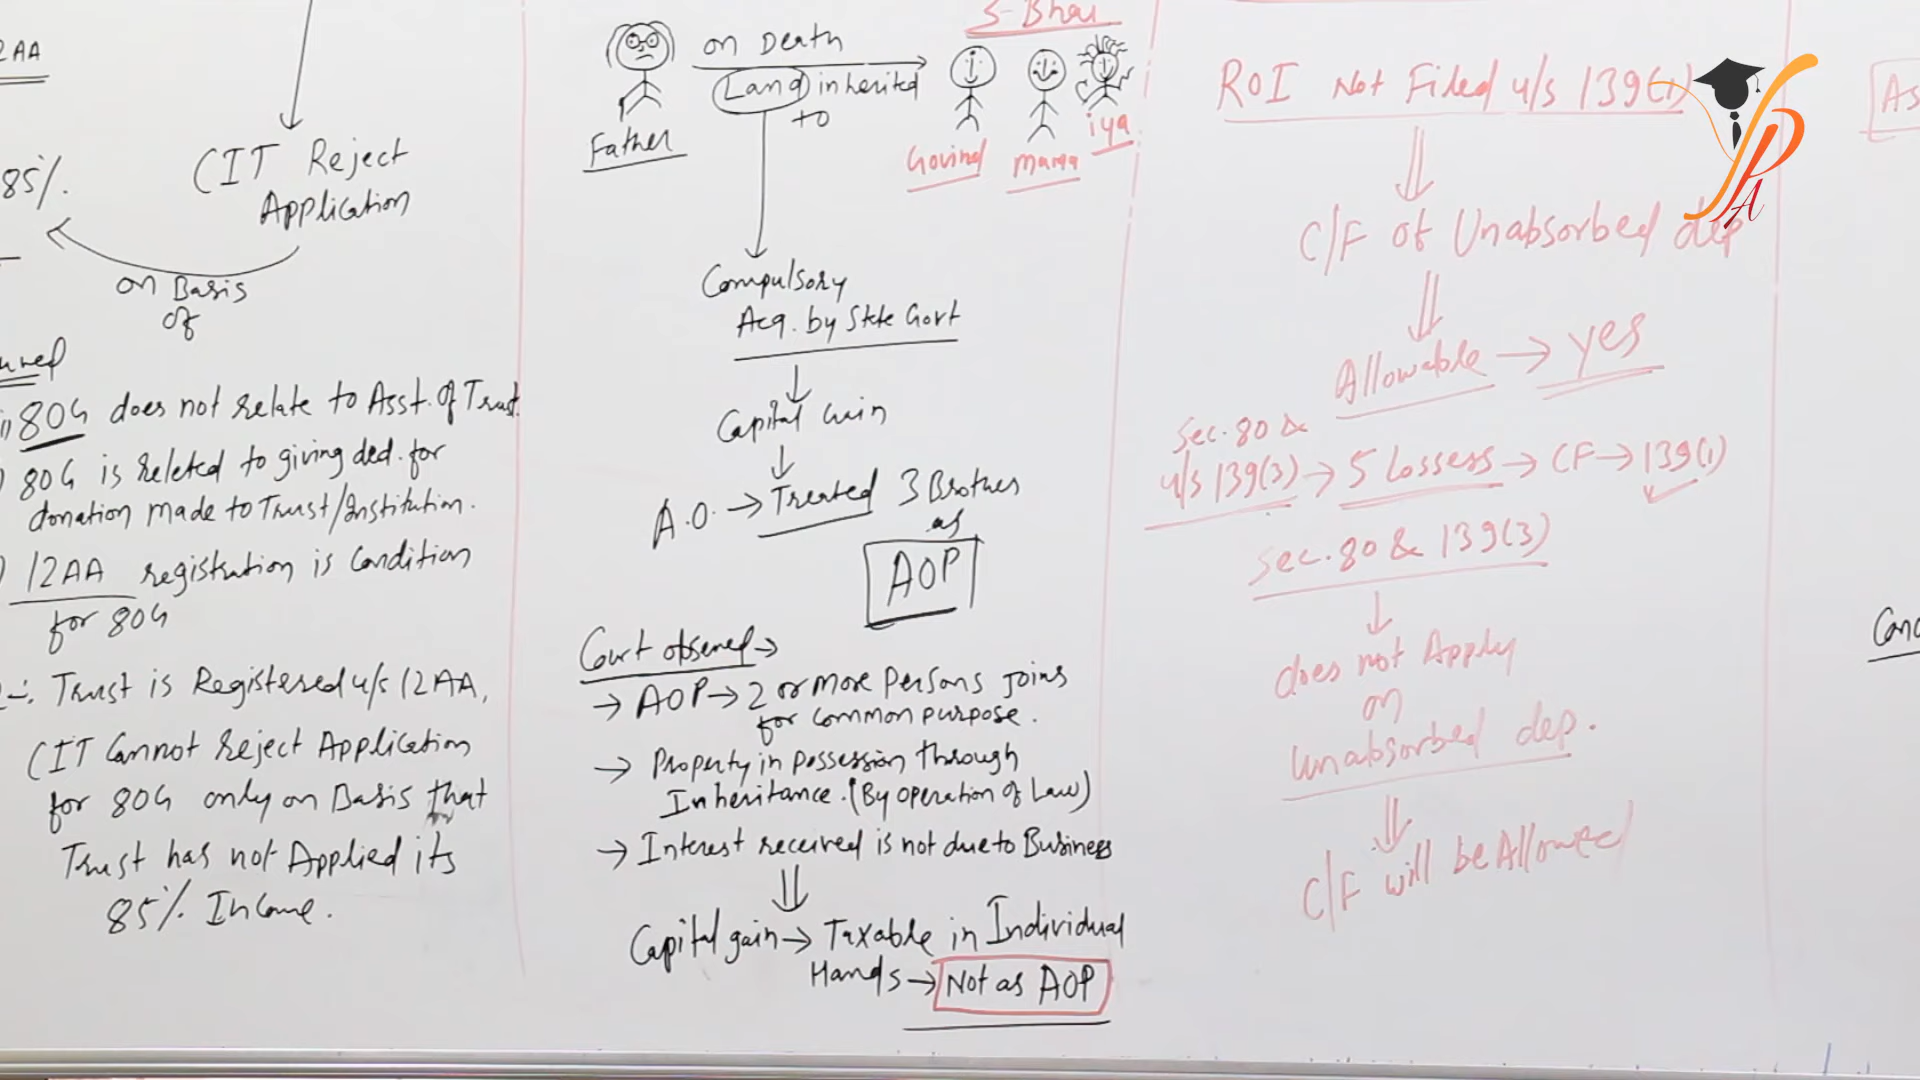 2AA
85%.
CIT Reject
Application
on Basis
of
1) 80G does not relate to Asst. of Trust.
) 80G is releted to giving ded. for
donation made to Trust/Institution.
) 12AA registration is Condition
for 80G
Trust is Registered u/s 12AA,
CIT Cannot reject Application
for 80G only on Basis that
Trust has not Applied its
85% Income.
3-Bhai
on Death
Land inherited
to
Father
Govind
mama
iya
Compulsory
Acq. by State Govt
Capital Gain
A.O. → Treated 3 Brothers
as
AOP
Court observed →
→ AOP → 2 or more Persons joins
for common purpose.
→ Property in possession through
Inheritance. (By operation of Law)
→ Interest received is not due to Business
Capital gain → Taxable in Individual
Hands → Not as AOP
ROI Not Filed u/s 139(1)
C/F of Unabsorbed dep
Allowable → Yes
Sec. 80 &
u/s 139(3) → 5 Lossess → CF → 139(1)
Sec. 80 & 139(3)
does not Apply
on
Unabsorbed dep.
C/F will be Allowed
As